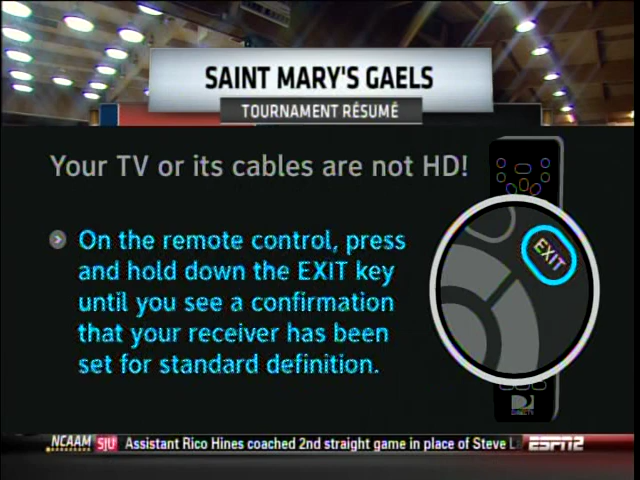 SAINT MARY'S GAELS
TOURNAMENT RÉSUMÉ
Your TV or its cables are not HD!
On the remote control, press
and hold down the EXIT key
until you see a confirmation
that your receiver has been
set for standard definition.
EXIT
DIRECTV
NCAAM SJU Assistant Rico Hines coached 2nd straight game in place of Steve L ESPN2